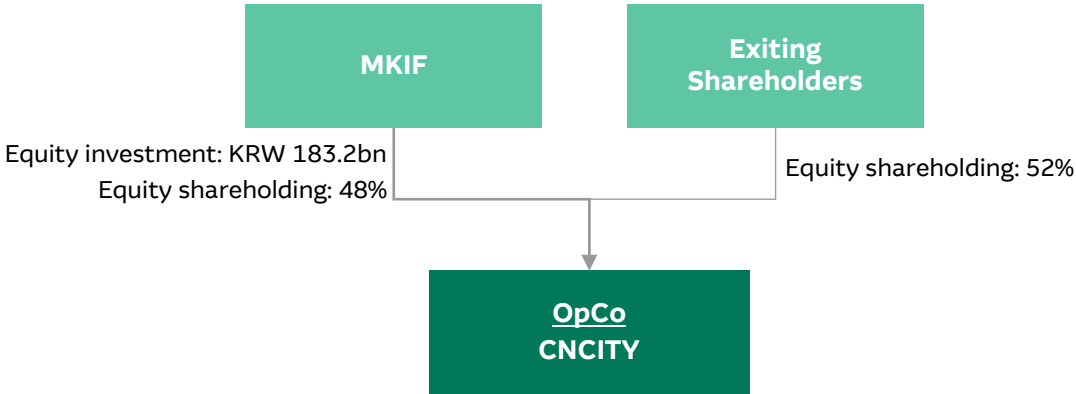 MKIF
Exiting
Shareholders
Equity investment: KRW 183.2bn
Equity shareholding: 48%
Equity shareholding: 52%
OpCo
CNCITY